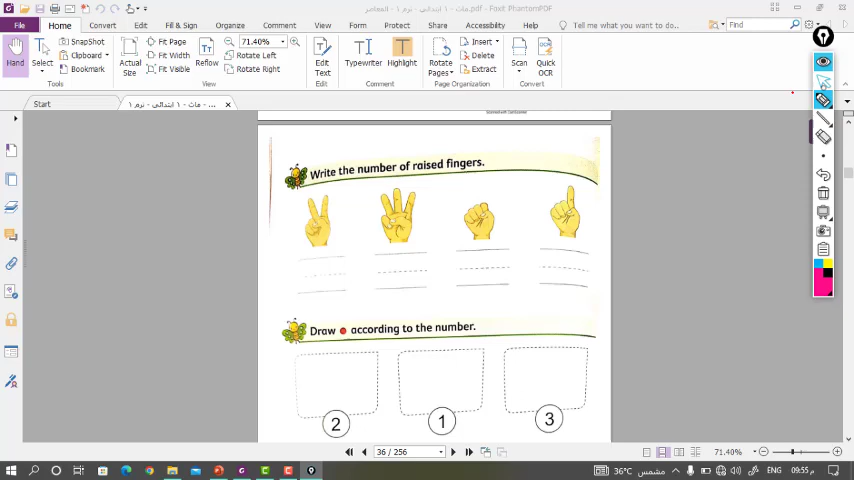 مات - ١ ابتدائي - ترم ١ - المعاصر.pdf - Foxit PhantomPDF
File Home Convert Fill & Sign Organize Comment View Form Protect Share Accessibility Help Tell me what you want to do... Find
SnapShot Fit Page 71.40% Insert
Clipboard Fit Width Rotate Left Delete
Bookmark Fit Visible Rotate Right Extract
Hand Select Actual Size Reflow Edit Text Typewriter Highlight Rotate Pages Scan Quick OCR
Tools View Comment Page Organization Convert
Start
Write the number of raised fingers.
Draw according to the number.
2 1 3
36 / 256 71.40%
36°C مشمس ENG 09:55 م